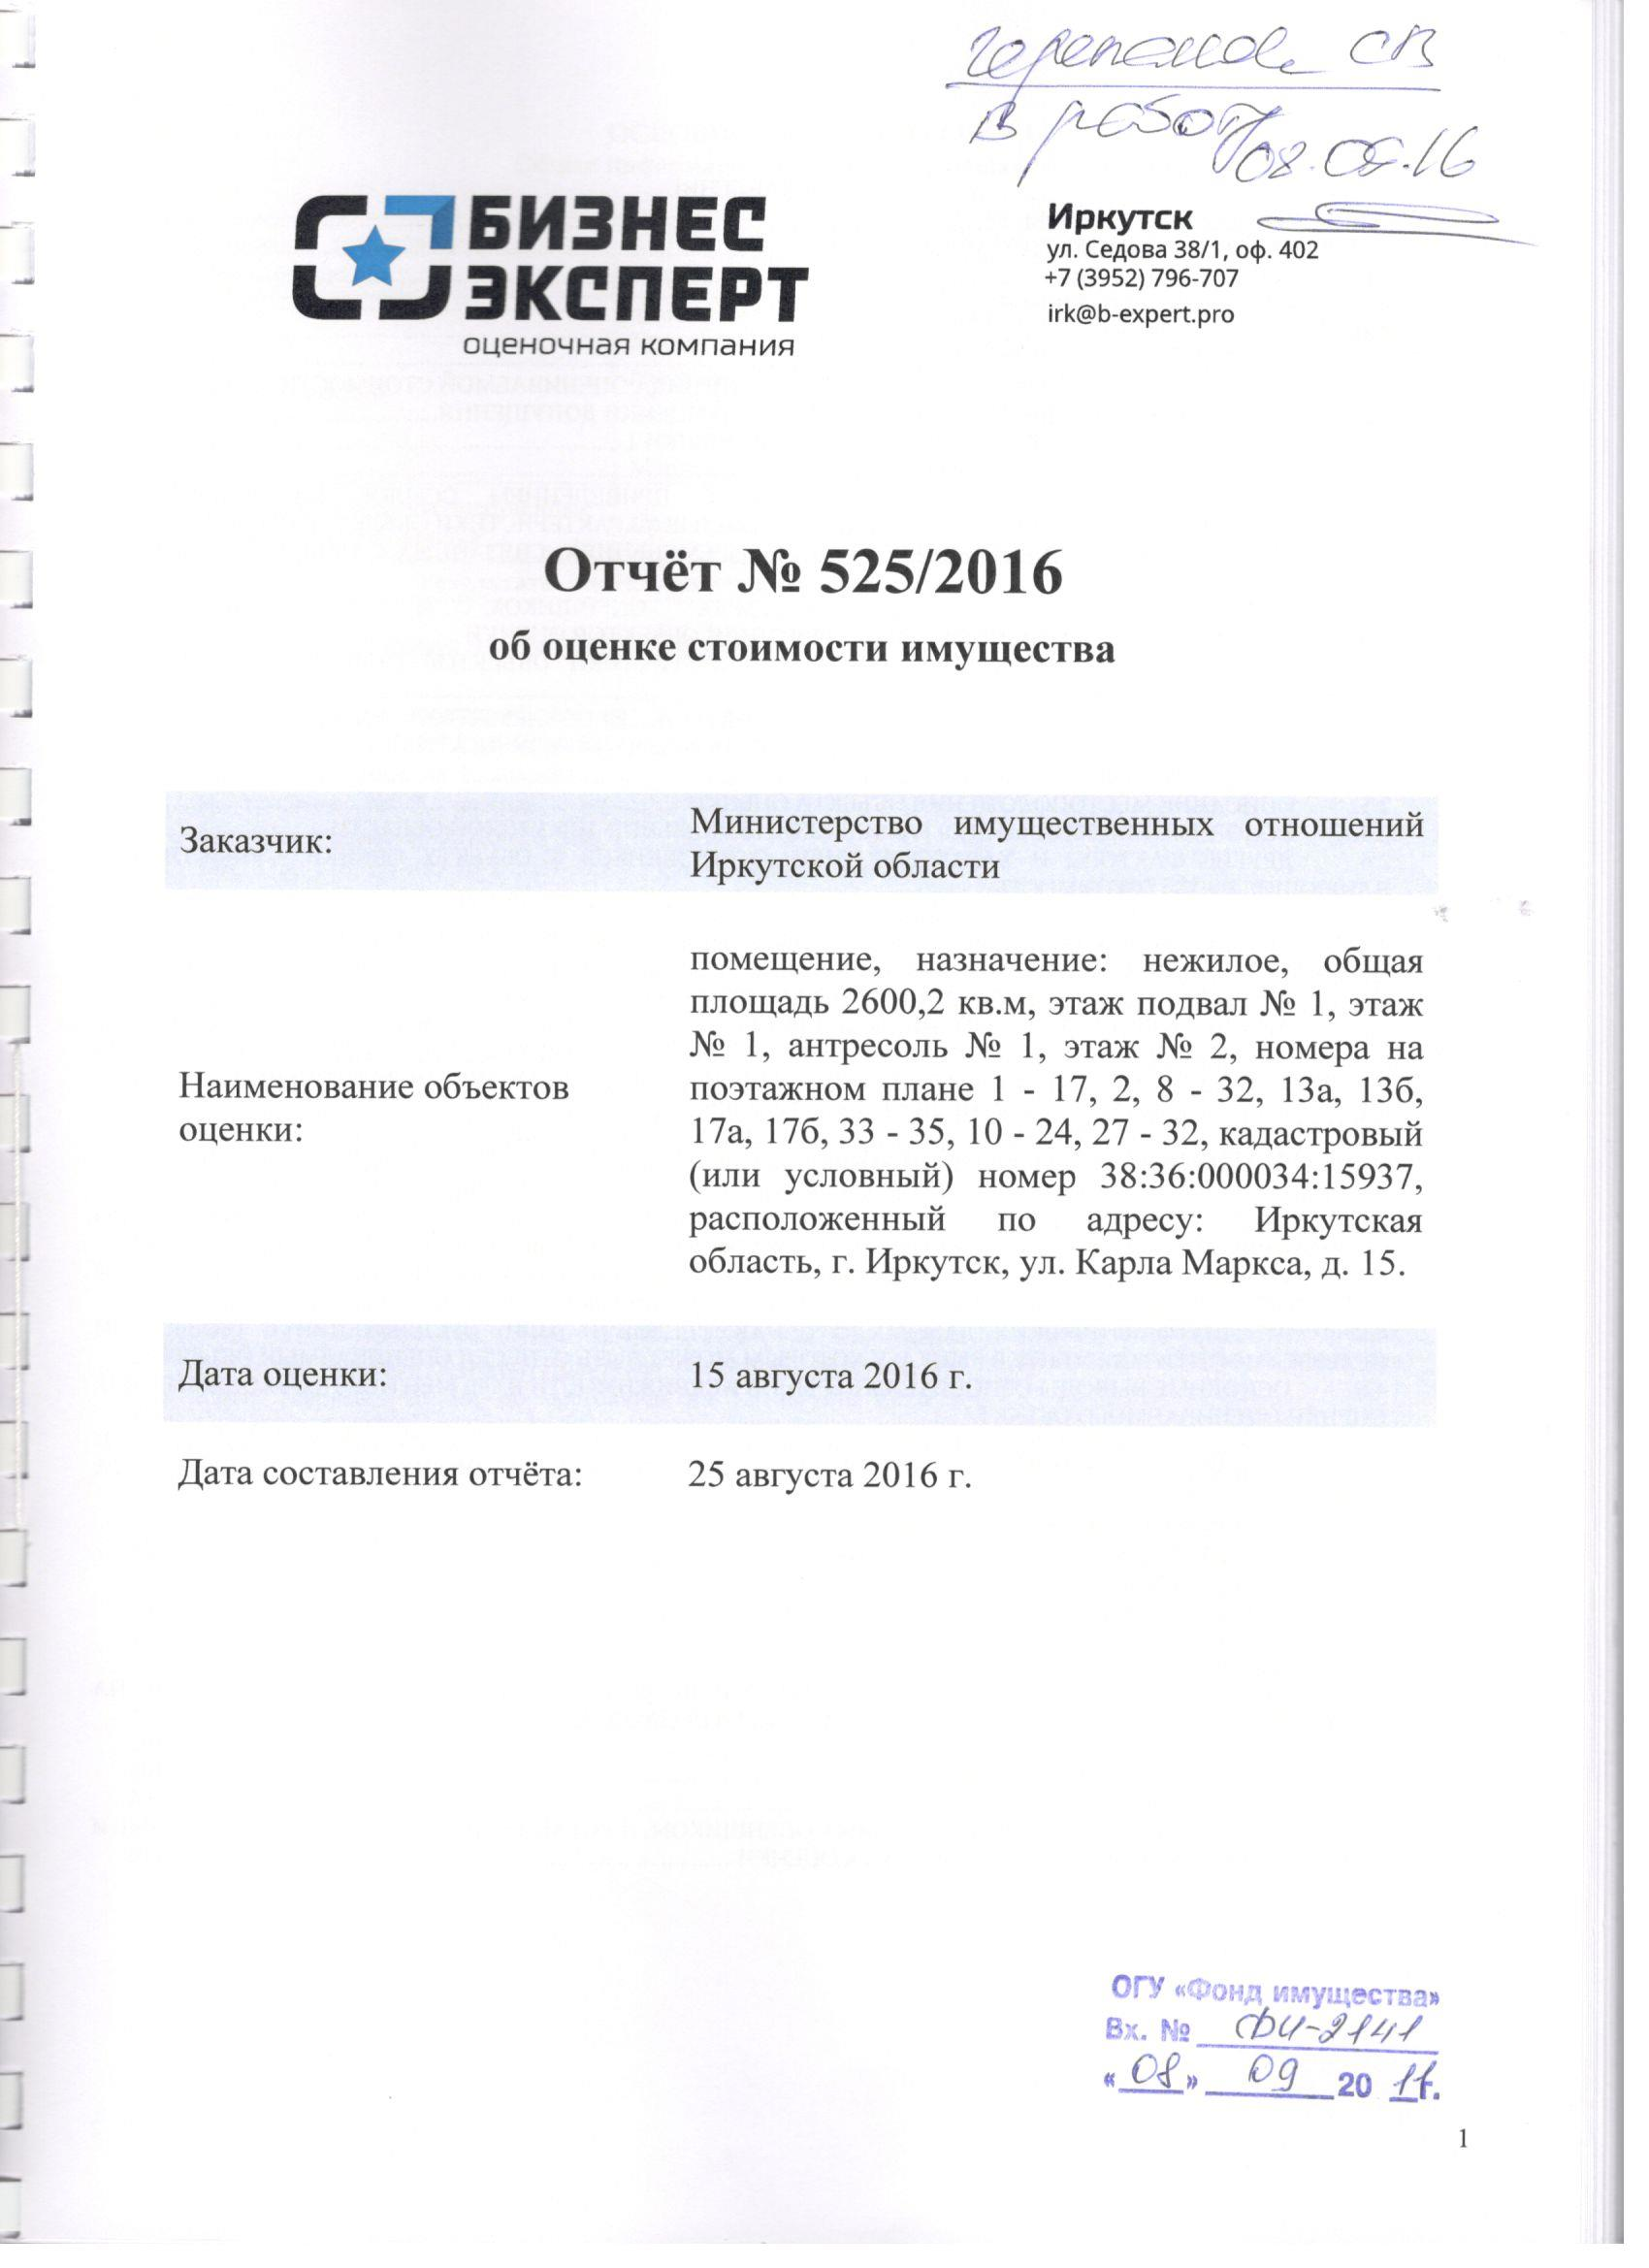 СВ
В работу
08.09.16
БИЗНЕС
ЭКСПЕРТ
оценочная компания
Иркутск
ул. Седова 38/1, оф. 402
+7 (3952) 796-707
irk@b-expert.pro
Отчёт № 525/2016
об оценке стоимости имущества
Заказчик:
Министерство имущественных отношений
Иркутской области
Наименование объектов
оценки:
помещение, назначение: нежилое, общая
площадь 2600,2 кв.м, этаж подвал № 1, этаж
№ 1, антресоль № 1, этаж № 2, номера на
поэтажном плане 1 - 17, 2, 8 - 32, 13а, 13б,
17а, 17б, 33 - 35, 10 - 24, 27 - 32, кадастровый
(или условный) номер 38:36:000034:15937,
расположенный по адресу: Иркутская
область, г. Иркутск, ул. Карла Маркса, д. 15.
Дата оценки:
15 августа 2016 г.
Дата составления отчёта:
25 августа 2016 г.
ОГУ «Фонд имущества»
Вх. № ФИ-2141
«08» 09 20 г.
1